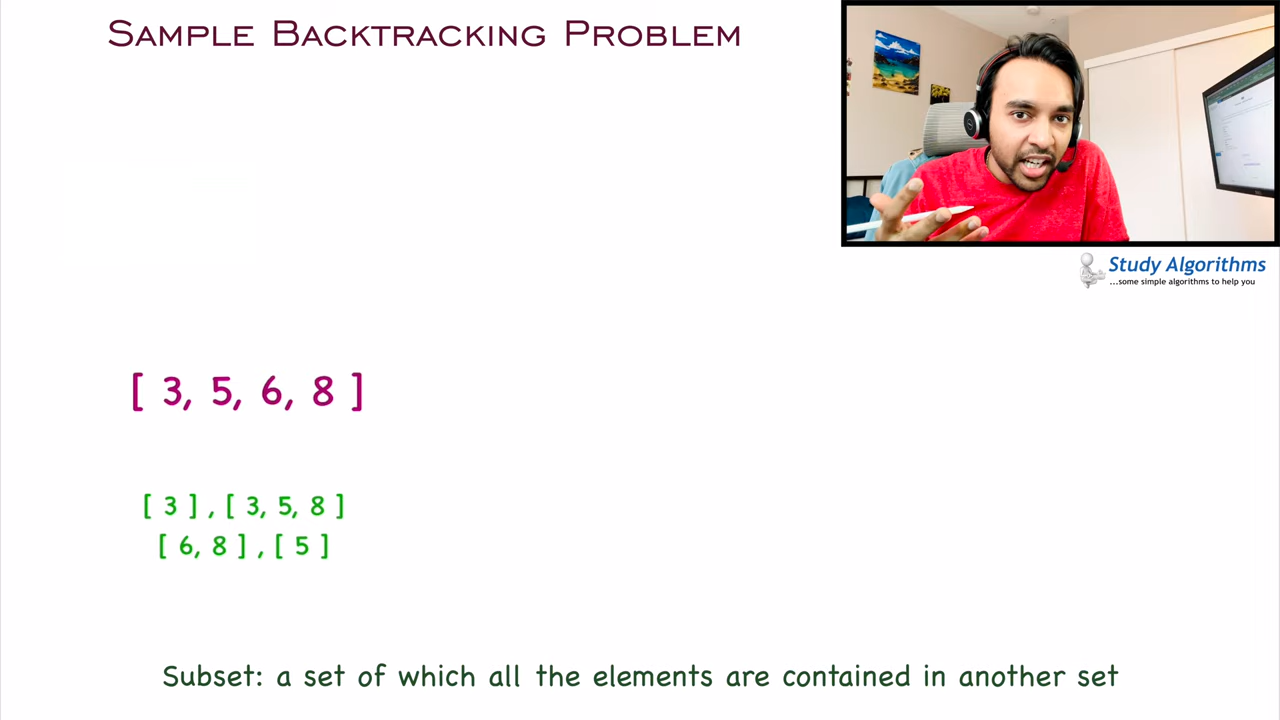 SAMPLE BACKTRACKING PROBLEM
Study Algorithms
...some simple algorithms to help you
[ 3, 5, 6, 8 ]
[ 3 ] , [ 3, 5, 8 ]
[ 6, 8 ] , [ 5 ]
Subset: a set of which all the elements are contained in another set